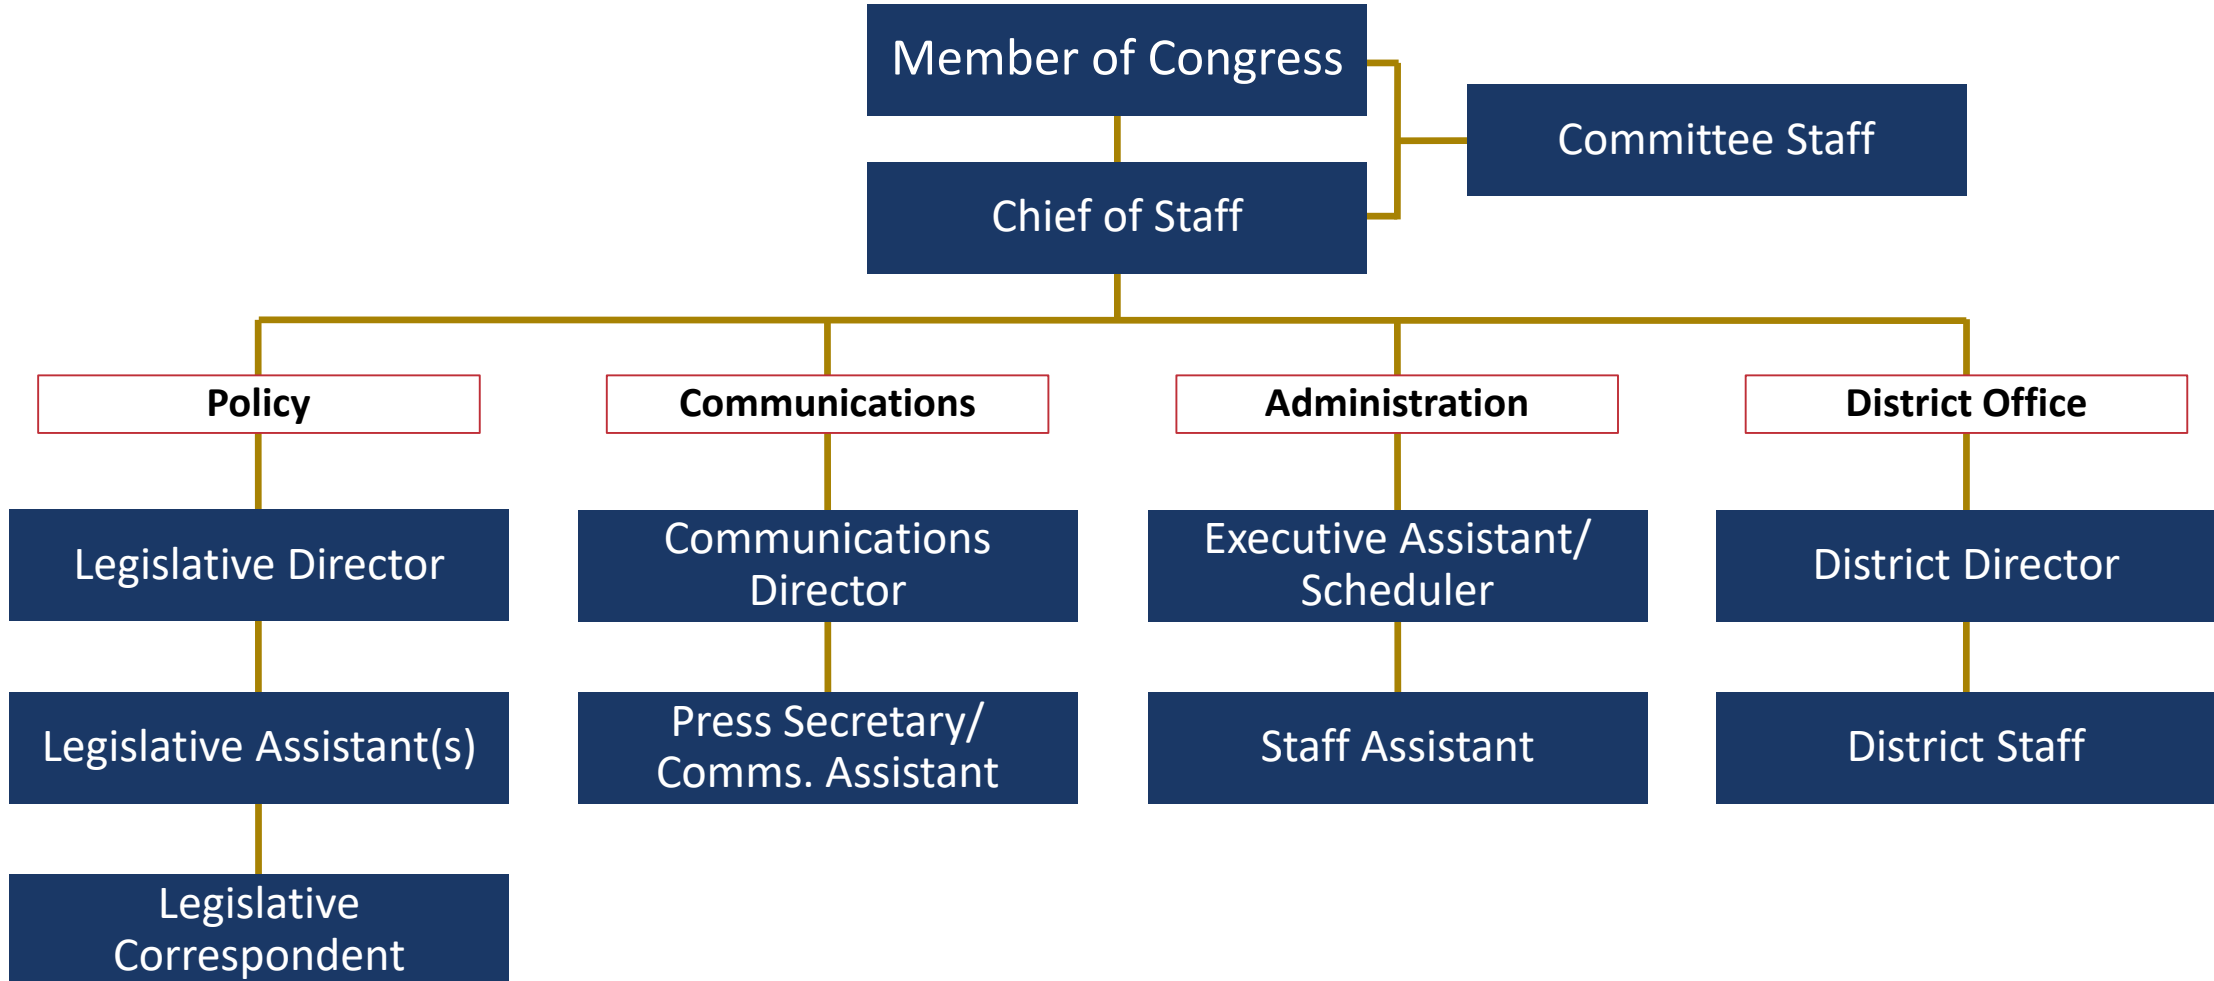 Member of Congress
Committee Staff
Chief of Staff
Policy
Communications
Administration
District Office
Legislative Director
Communications
Director
Executive Assistant/
Scheduler
District Director
Legislative Assistant(s)
Press Secretary/
Comms. Assistant
Staff Assistant
District Staff
Legislative
Correspondent